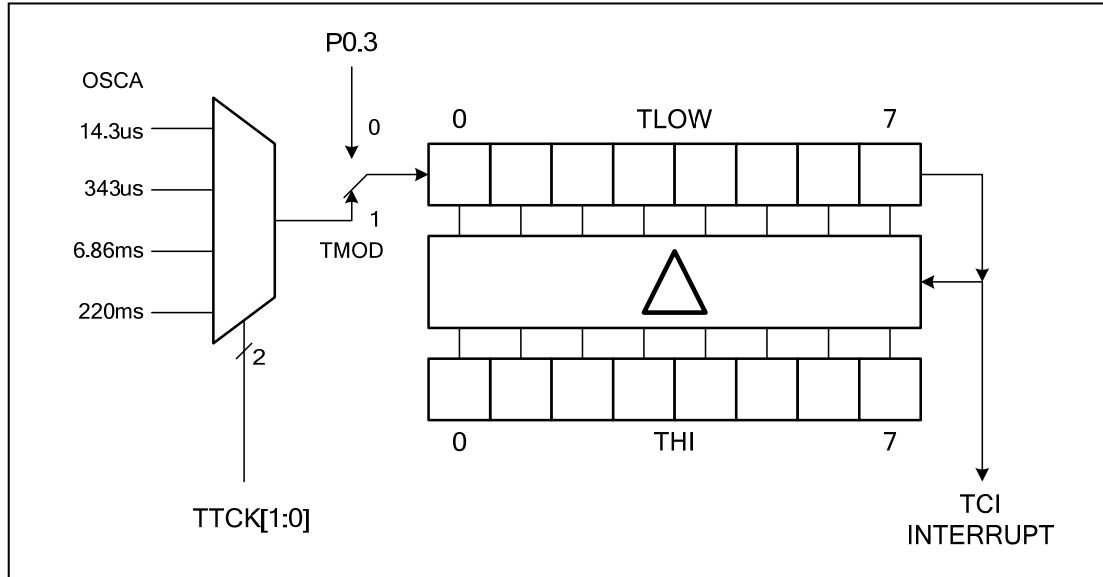 P0.3
OSCA
0 TLOW 7
14.3us
0
343us
1
TMOD
6.86ms
220ms
2
0 THI 7
TTCK[1:0]
TCI
INTERRUPT